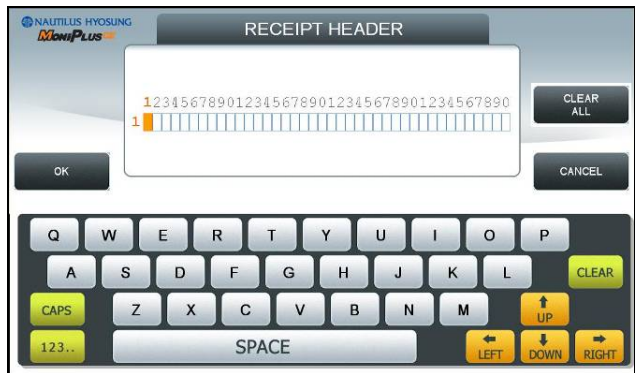 NAUTILUS HYOSUNG
MoniPlus CE
RECEIPT HEADER
1234567890123456789012345678901234567890
1
CLEAR ALL
OK
CANCEL
Q W E R T Y U I O P
A S D F G H J K L CLEAR
CAPS Z X C V B N M UP
123.. SPACE LEFT DOWN RIGHT